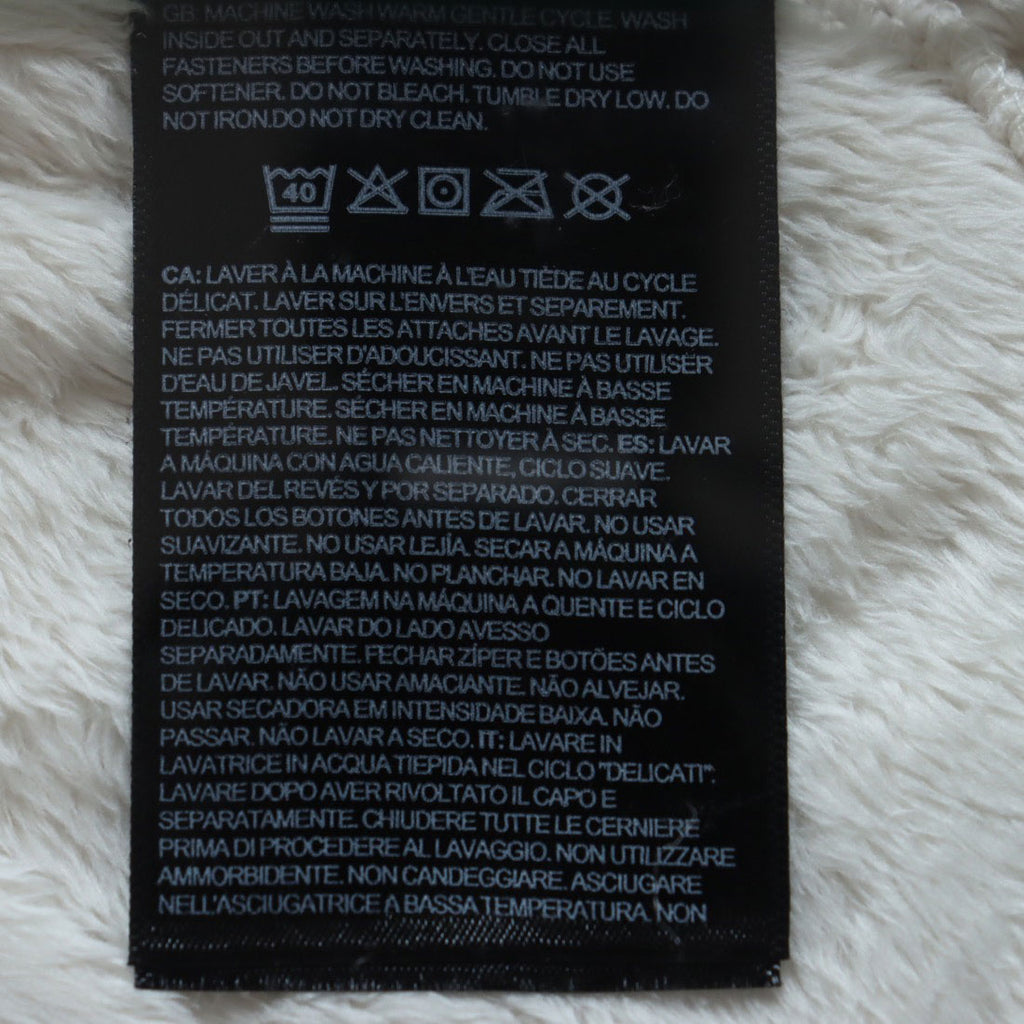 GB. MACHINE WASH WARM GENTLE CYCLE. WASH
INSIDE OUT AND SEPARATELY. CLOSE ALL
FASTENERS BEFORE WASHING. DO NOT USE
SOFTENER. DO NOT BLEACH. TUMBLE DRY LOW. DO
NOT IRON.DO NOT DRY CLEAN.
40
CA: LAVER À LA MACHINE À L'EAU TIÈDE AU CYCLE
DÉLICAT. LAVER SUR L'ENVERS ET SEPAREMENT.
FERMER TOUTES LES ATTACHES AVANT LE LAVAGE.
NE PAS UTILISER D'ADOUCISSANT. NE PAS UTILISER
D'EAU DE JAVEL. SÉCHER EN MACHINE À BASSE
TEMPÉRATURE. SÉCHER EN MACHINE À BASSE
TEMPÉRATURE. NE PAS NETTOYER À SEC. ES: LAVAR
A MÁQUINA CON AGUA CALIENTE, CICLO SUAVE.
LAVAR DEL REVÉS Y POR SEPARADO. CERRAR
TODOS LOS BOTONES ANTES DE LAVAR. NO USAR
SUAVIZANTE. NO USAR LEJÍA. SECAR A MÁQUINA A
TEMPERATURA BAJA. NO PLANCHAR. NO LAVAR EN
SECO. PT: LAVAGEM NA MÁQUINA A QUENTE E CICLO
DELICADO. LAVAR DO LADO AVESSO
SEPARADAMENTE. FECHAR ZÍPER E BOTÕES ANTES
DE LAVAR. NÃO USAR AMACIANTE. NÃO ALVEJAR.
USAR SECADORA EM INTENSIDADE BAIXA. NÃO
PASSAR. NÃO LAVAR A SECO. IT: LAVARE IN
LAVATRICE IN ACQUA TIEPIDA NEL CICLO "DELICATI";
LAVARE DOPO AVER RIVOLTATO IL CAPO E
SEPARATAMENTE. CHIUDERE TUTTE LE CERNIERE
PRIMA DI PROCEDERE AL LAVAGGIO. NON UTILIZZARE
AMMORBIDENTE. NON CANDEGGIARE. ASCIUGARE
NELL'ASCIUGATRICE A BASSA TEMPERATURA. NON